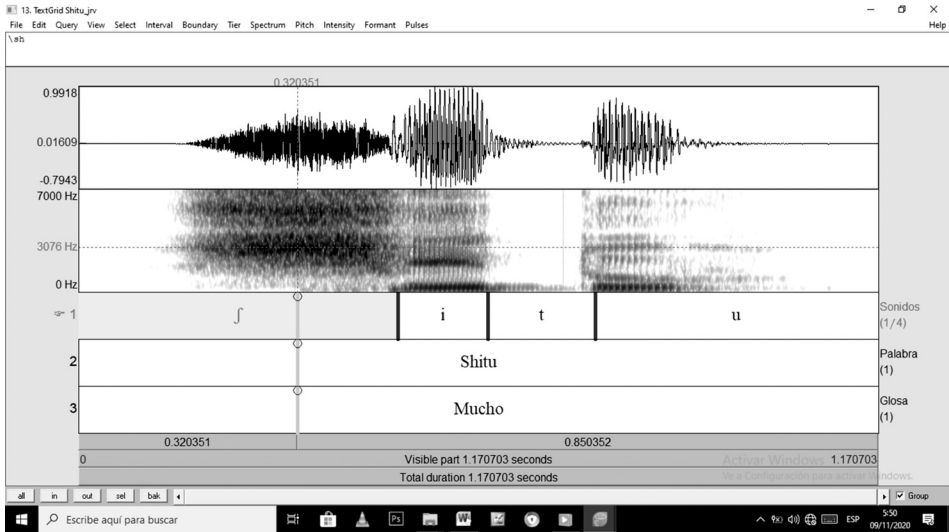 13. TextGrid Shitu_jrv
File Edit Query View Select Interval Boundary Tier Spectrum Pitch Intensity Formant Pulses Help
\sh
0.320351
0.9918
0.01609
-0.7943
7000 Hz
3076 Hz
0 Hz
1 ʃ i t u Sonidos
(1/4)
2 Shitu Palabra
(1)
3 Mucho Glosa
(1)
0.320351 0.850352
0 Visible part 1.170703 seconds 1.170703
Total duration 1.170703 seconds
Activar Windows
Ve a Configuración para activar Windows.
all in out sel bak Group
Escribe aquí para buscar Ps W ESP 5:50
09/11/2020